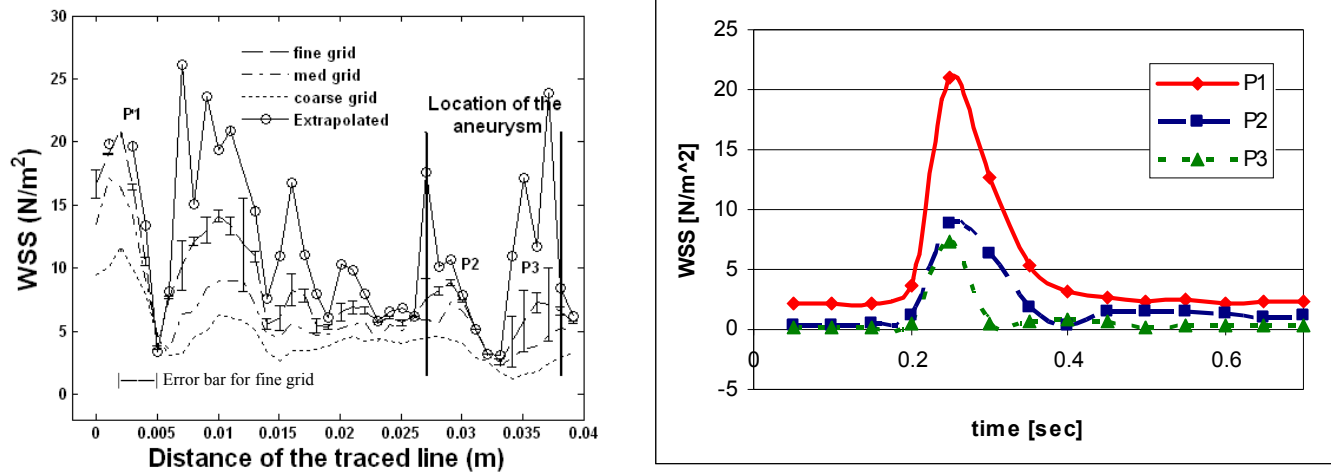 30
25
20
15
10
5
0
WSS (N/m²)
fine grid
med grid
coarse grid
Extrapolated
P1
Location of the
aneurysm
P2
P3
Error bar for fine grid
0 0.005 0.01 0.015 0.02 0.025 0.03 0.035 0.04
Distance of the traced line (m)
25
20
15
10
5
0
-5
WSS [N/m^2]
P1
P2
P3
0 0.2 0.4 0.6
time [sec]